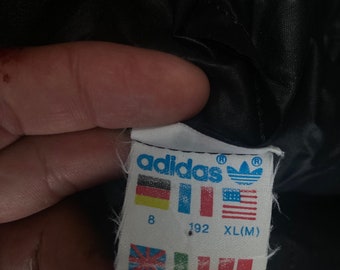 adidas ® ®
8 192 XL(M)